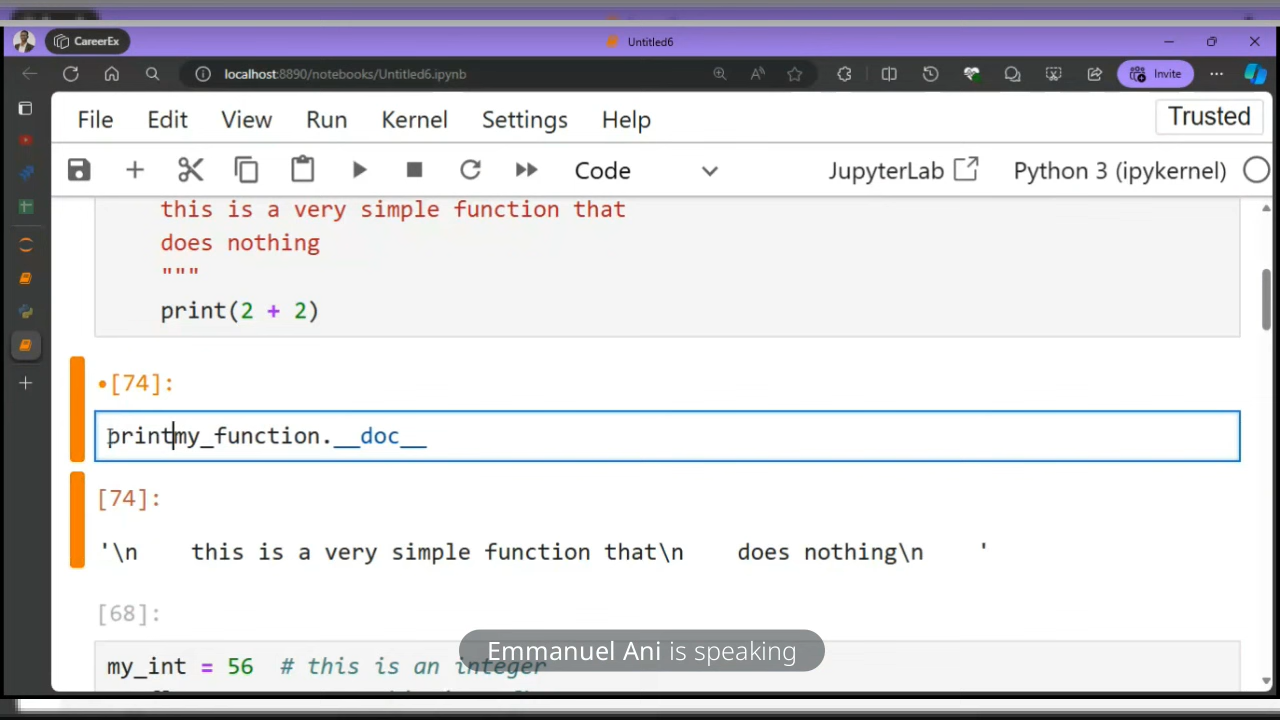 CareerEx
Untitled6
localhost:8890/notebooks/Untitled6.ipynb
Invite
File Edit View Run Kernel Settings Help
Trusted
Code
JupyterLab
Python 3 (ipykernel)
this is a very simple function that
does nothing
"""
print(2 + 2)
•[74]:
printmy_function.__doc__
[74]:
'\n    this is a very simple function that\n    does nothing\n    '
[68]:
Emmanuel Ani is speaking
my_int = 56  # this is an integer